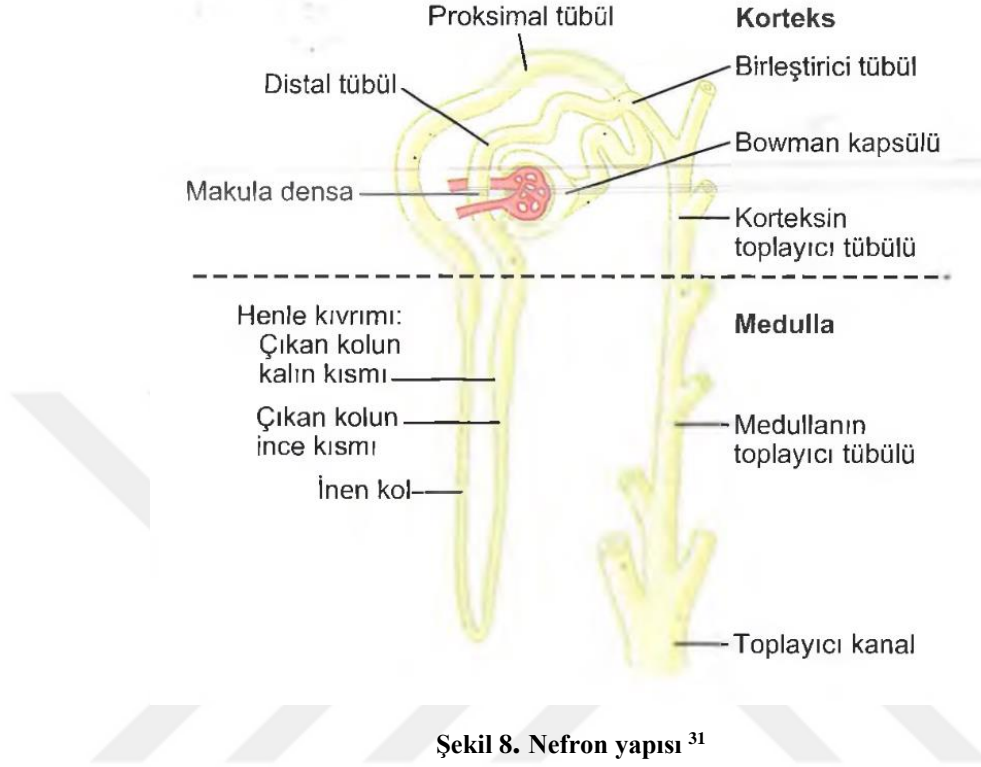 Proksimal tübül
Korteks
Distal tübül
Birleştirici tübül
Bowman kapsülü
Makula densa
Korteksin
toplayıcı tübülü
Henle kıvrımı:
Çıkan kolun
kalın kısmı
Medulla
Çıkan kolun
ince kısmı
Medullanın
toplayıcı tübülü
İnen kol
Toplayıcı kanal
Şekil 8. Nefron yapısı 31